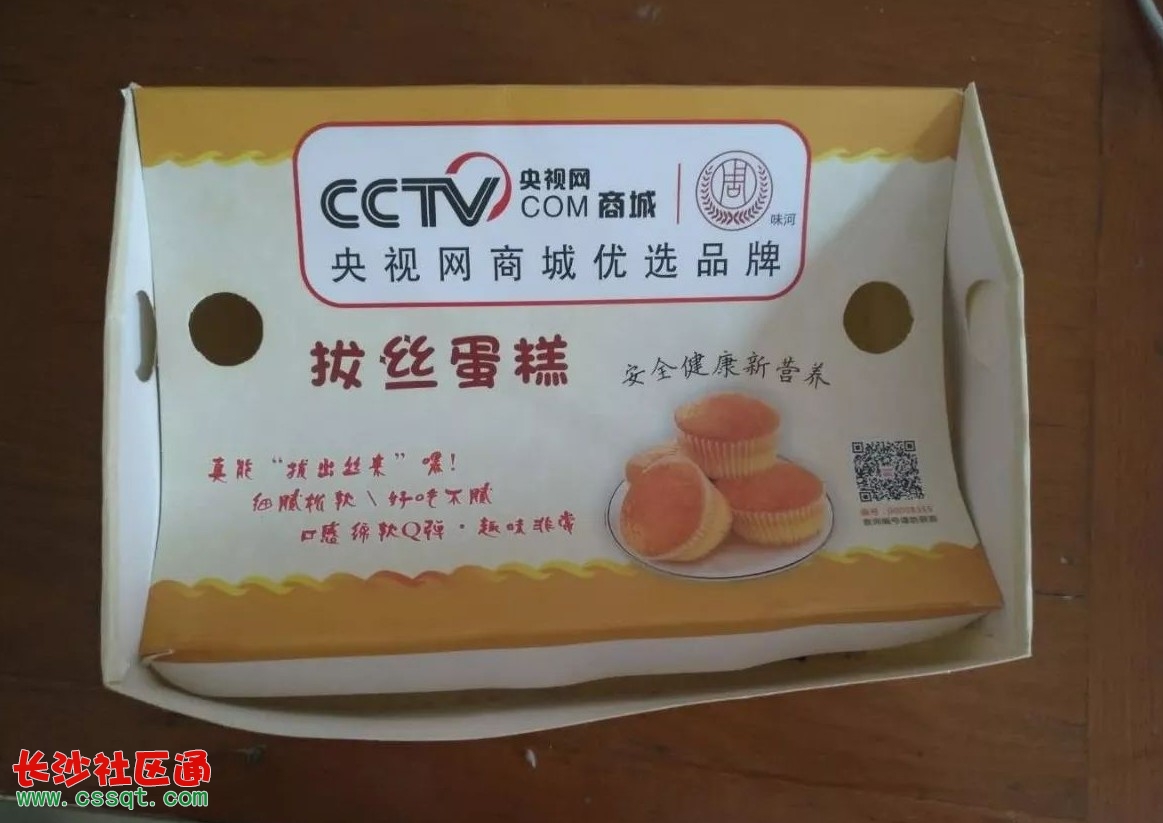 CCTV 央视网
COM 商城
周
味河
央视网商城优选品牌
拔丝蛋糕
安全健康新营养
真能“拔出丝来”喔!
细腻松软\好吃不腻
口感绵软Q弹·趣味非常
长沙社区通
www.cssqt.com